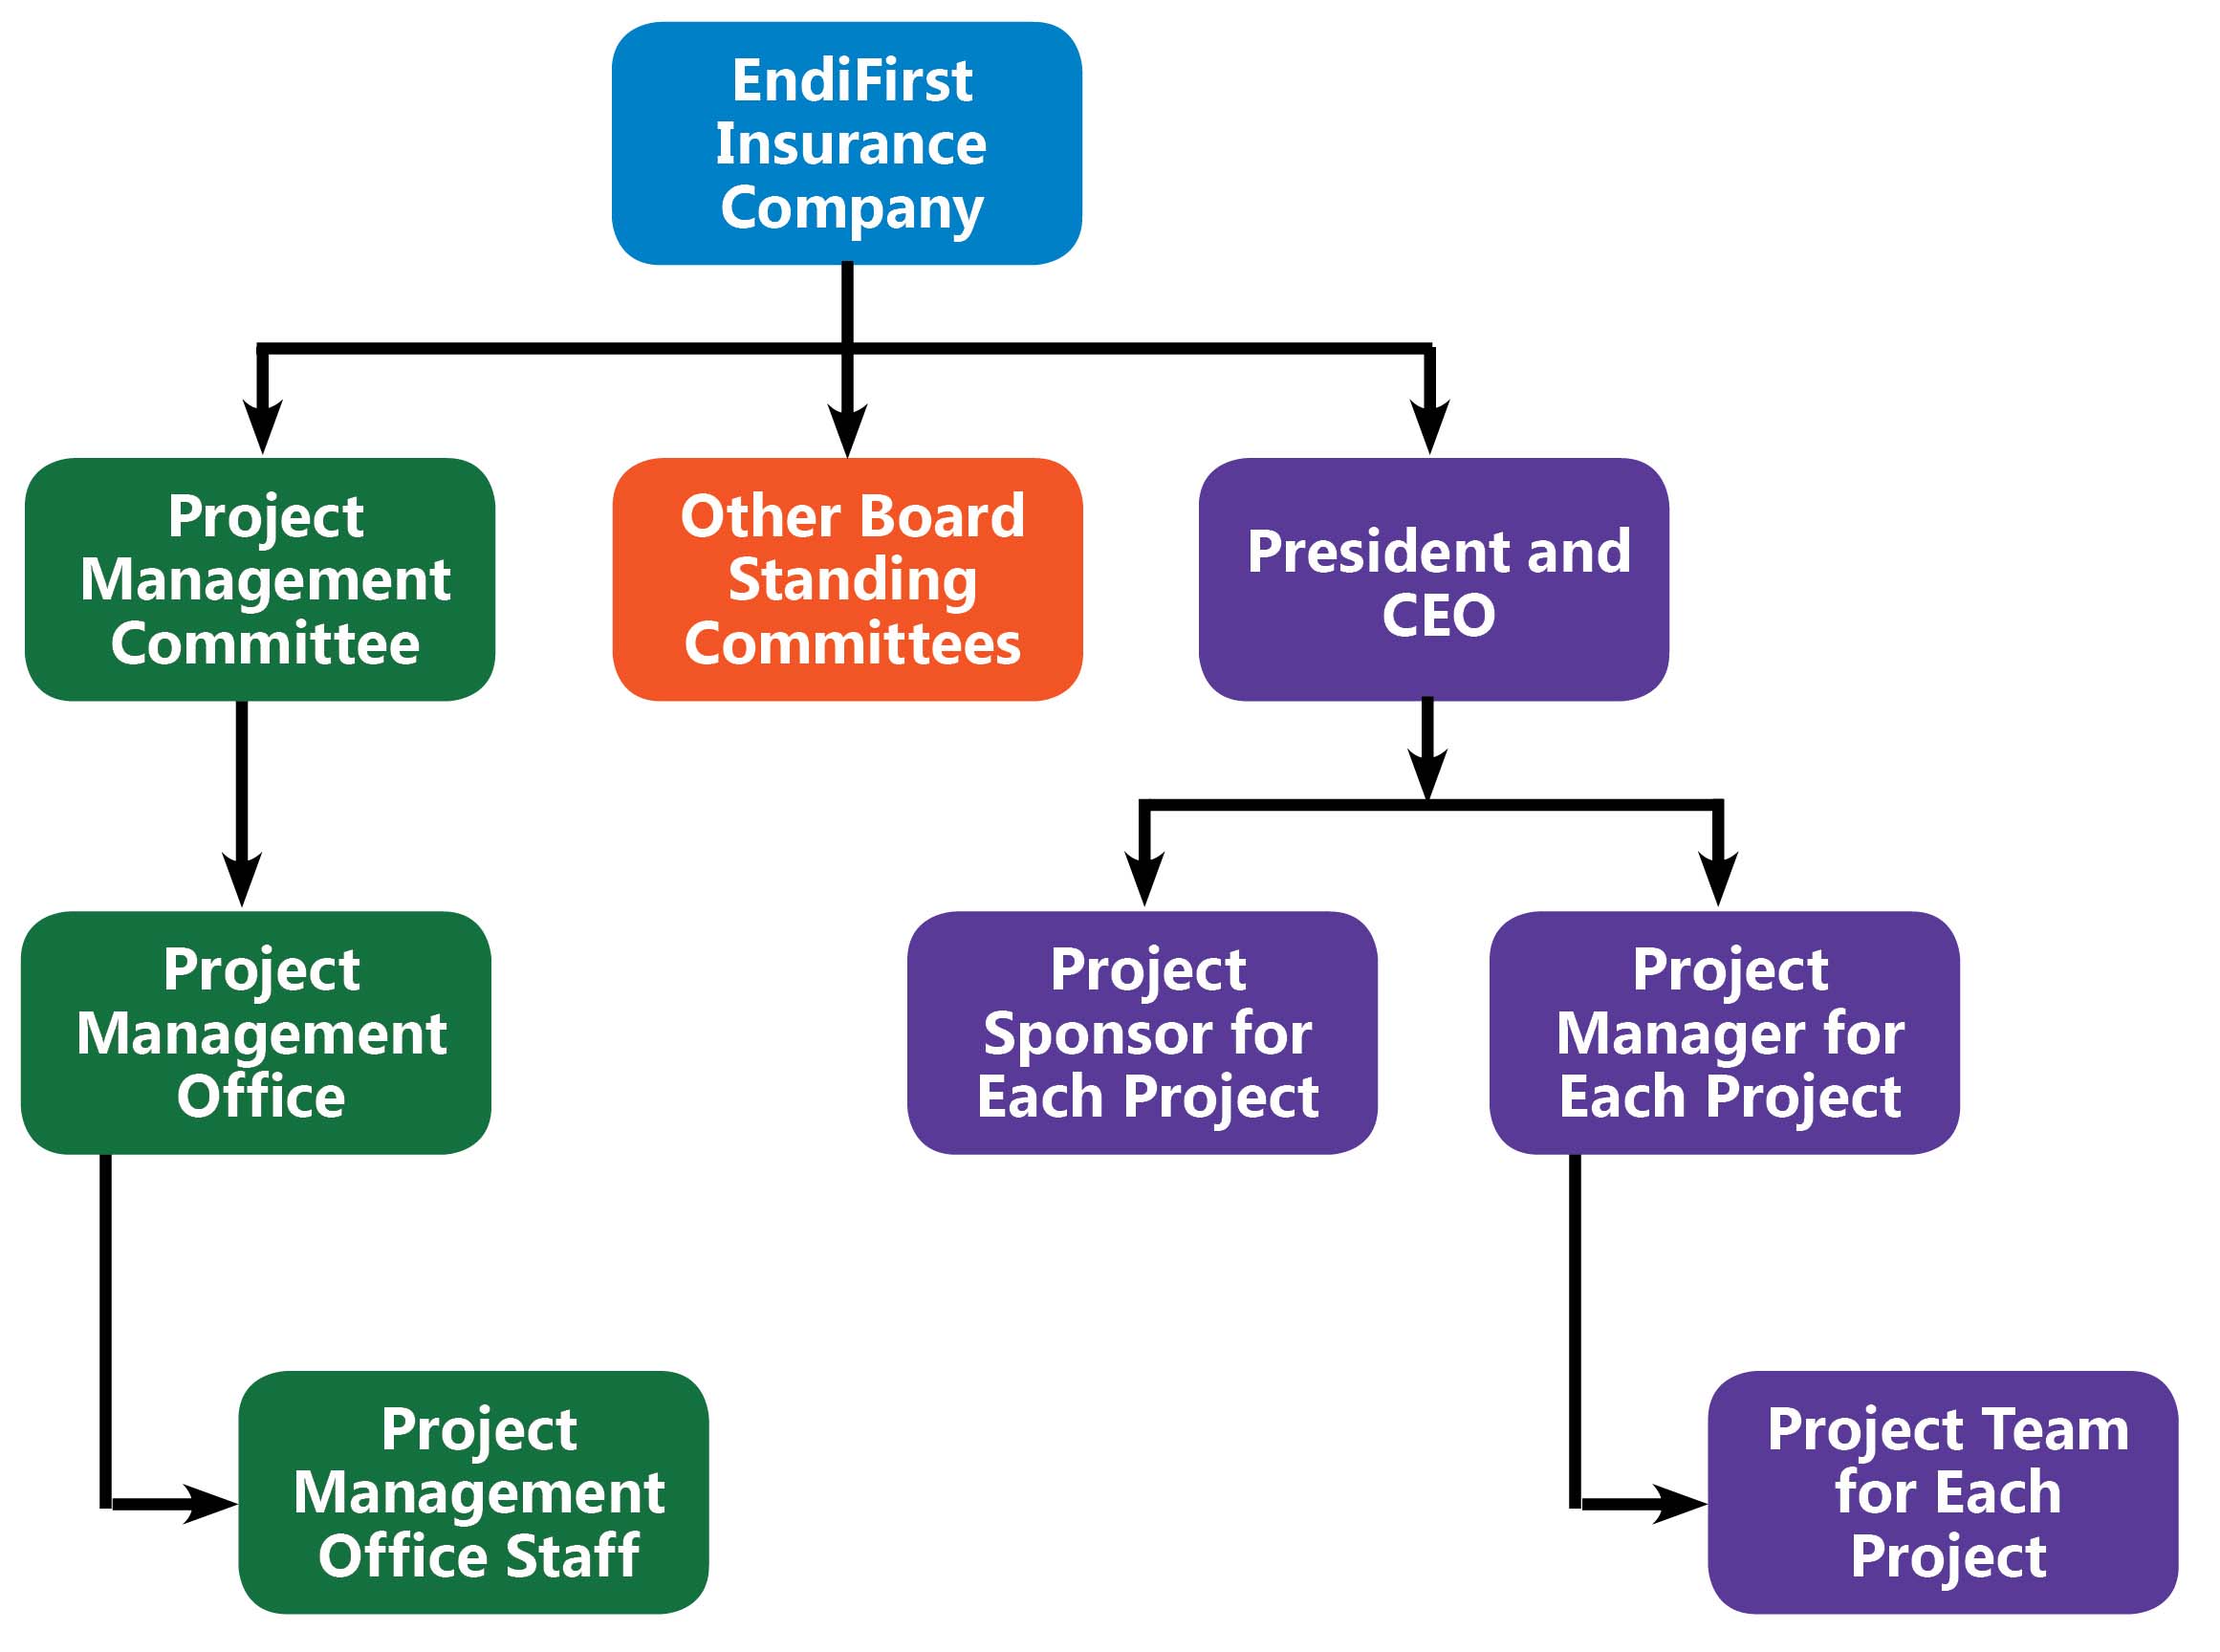 EndiFirst
Insurance
Company
Project
Management
Committee
Other Board
Standing
Committees
President and
CEO
Project
Management
Office
Project
Sponsor for
Each Project
Project
Manager for
Each Project
Project
Management
Office Staff
Project Team
for Each
Project